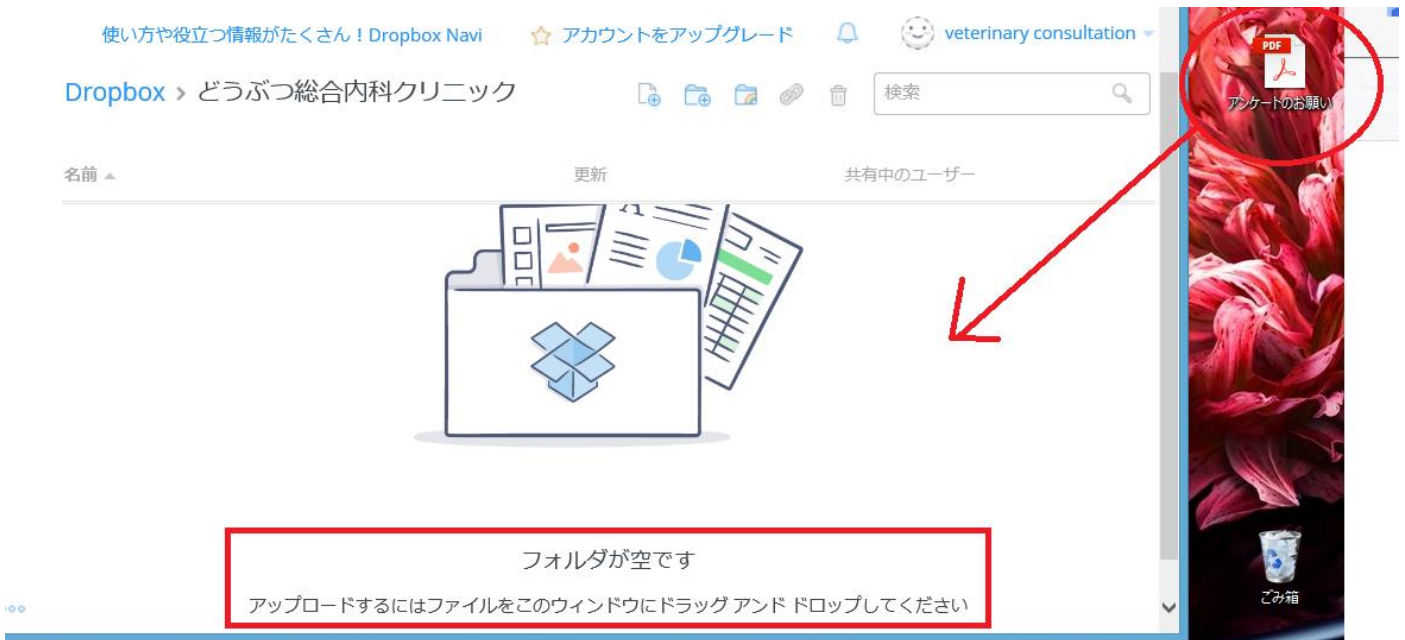 使い方や役立つ情報がたくさん！Dropbox Navi アカウントをアップグレード veterinary consultation
Dropbox › どうぶつ総合内科クリニック 検索
名前 更新 共有中のユーザー
フォルダが空です
アップロードするにはファイルをこのウィンドウにドラッグ アンド ドロップしてください
PDF
アンケートのお願い
ごみ箱